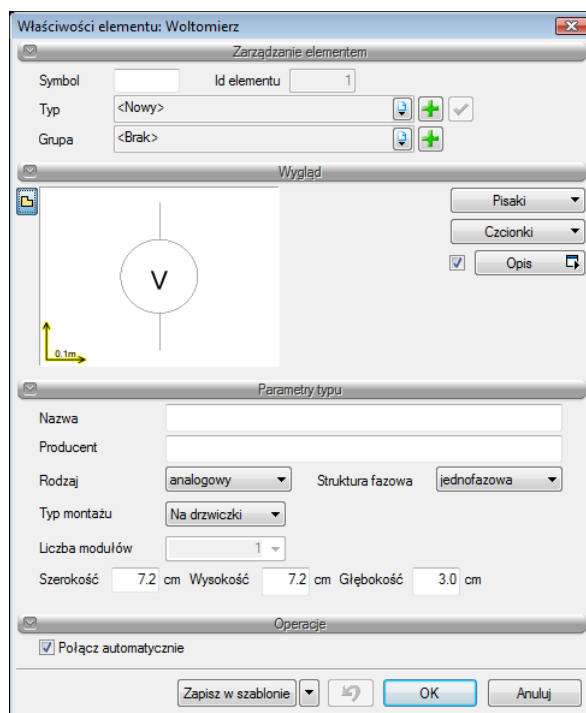 Właściwości elementu: Woltomierz
Zarządzanie elementem
Symbol Id elementu 1
Typ <Nowy>
Grupa <Brak>
Wygląd
Pisaki
Czcionki
Opis
V
0.1m
Parametry typu
Nazwa
Producent
Rodzaj analogowy Struktura fazowa jednofazowa
Typ montażu Na drzwiczki
Liczba modułów 1
Szerokość 7.2 cm Wysokość 7.2 cm Głębokość 3.0 cm
Operacje
Połącz automatycznie
Zapisz w szablonie OK Anuluj